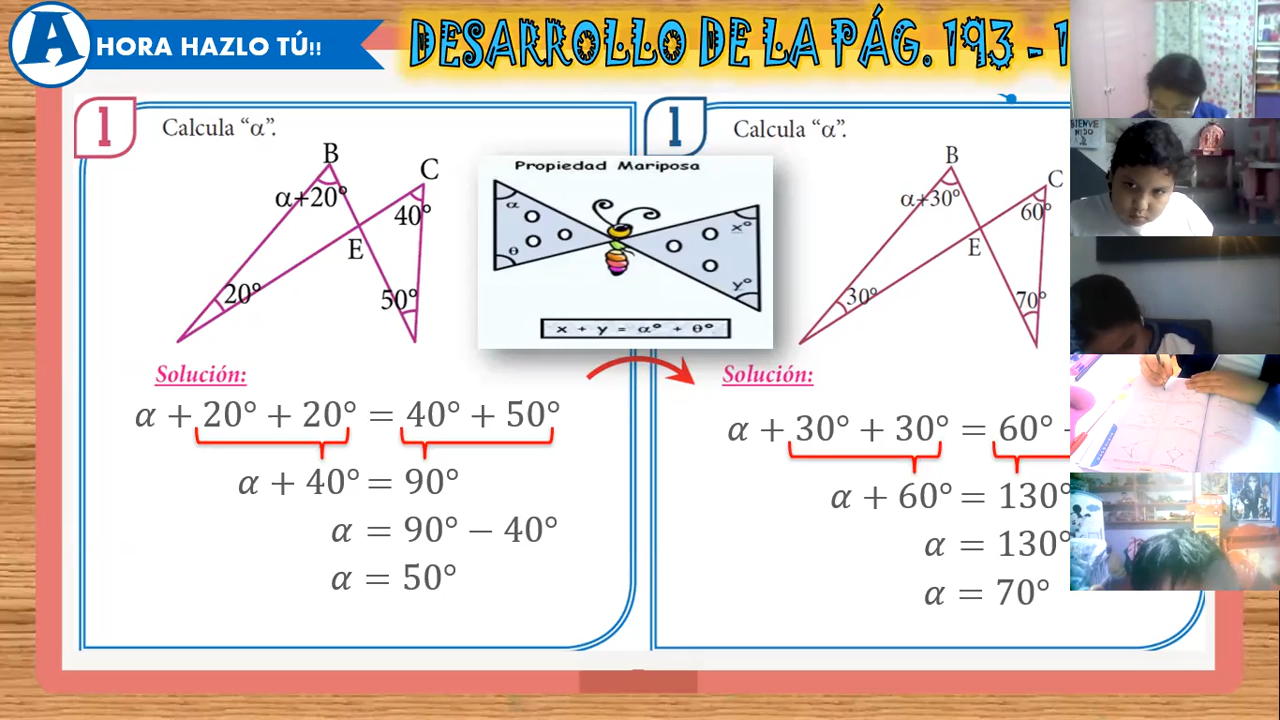 A HORA HAZLO TÚ!!
DESARROLLO DE LA PÁG. 193 - 1
1
Calcula “α”.
B
C
α+20°
40°
E
20°
50°
Solución:
α + 20° + 20° = 40° + 50°
α + 40° = 90°
α = 90° − 40°
α = 50°
Propiedad Mariposa
α
θ
x°
y°
x + y = α° + θ°
1
Calcula “α”.
B
C
α+30°
60°
E
30°
70°
Solución:
α + 30° + 30° = 60°
α + 60° = 130°
α = 130°
α = 70°
BIENVE
NIDO